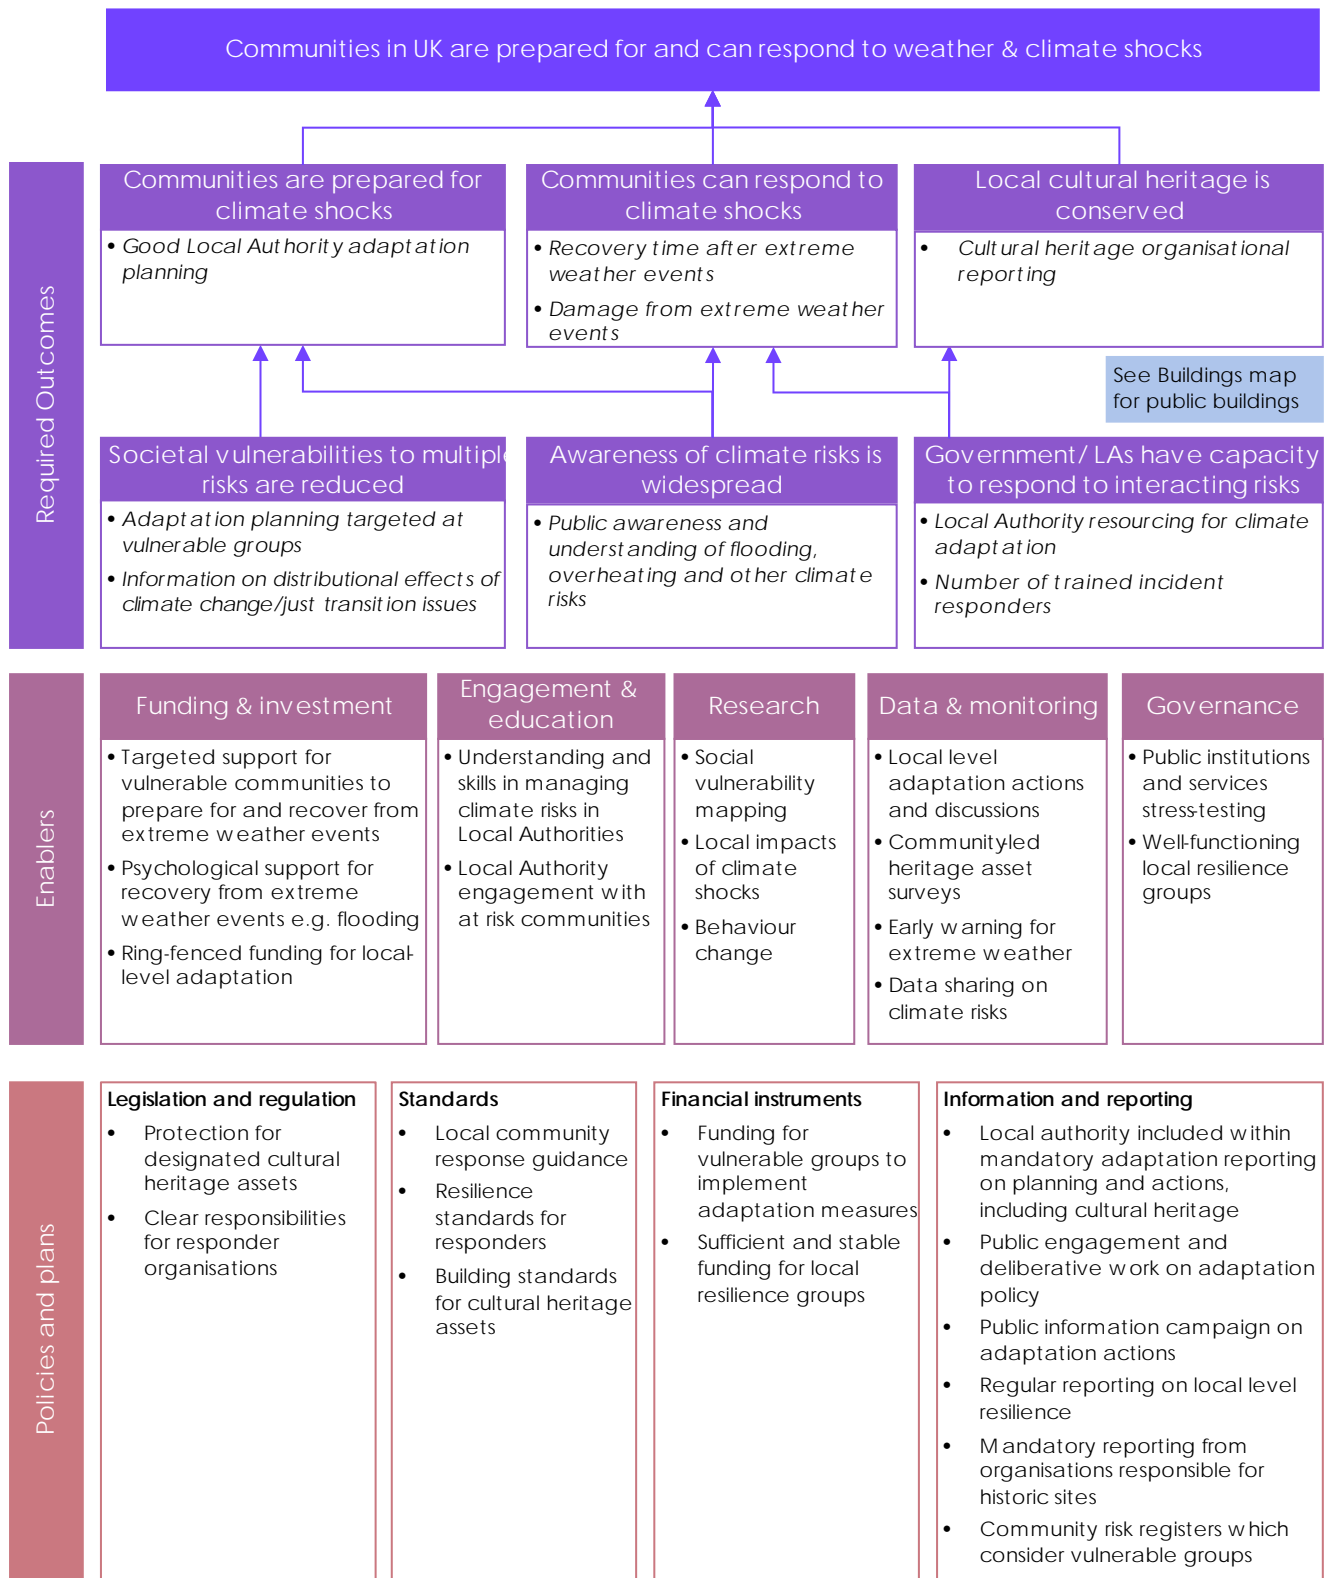 Communities in UK are prepared for and can respond to weather & climate shocks
Required Outcomes
Communities are prepared for
climate shocks
• Good Local Authority adaptation
planning
Communities can respond to
climate shocks
• Recovery time after extreme
weather events
• Damage from extreme weather
events
Local cultural heritage is
conserved
• Cultural heritage organisational
reporting
See Buildings map
for public buildings
Societal vulnerabilities to multiple
risks are reduced
• Adaptation planning targeted at
vulnerable groups
• Information on distributional effects of
climate change/just transition issues
Awareness of climate risks is
widespread
• Public awareness and
understanding of flooding,
overheating and other climate
risks
Government/ LAs have capacity
to respond to interacting risks
• Local Authority resourcing for climate
adaptation
• Number of trained incident
responders
Enablers
Funding & investment
• Targeted support for
vulnerable communities to
prepare for and recover from
extreme weather events
• Psychological support for
recovery from extreme
weather events e.g. flooding
• Ring-fenced funding for local-
level adaptation
Engagement &
education
• Understanding and
skills in managing
climate risks in
Local Authorities
• Local Authority
engagement with
at risk communities
Research
• Social
vulnerability
mapping
• Local impacts
of climate
shocks
• Behaviour
change
Data & monitoring
• Local level
adaptation actions
and discussions
• Community-led
heritage asset
surveys
• Early warning for
extreme weather
• Data sharing on
climate risks
Governance
• Public institutions
and services
stress-testing
• Well-functioning
local resilience
groups
Policies and plans
Legislation and regulation
• Protection for
designated cultural
heritage assets
• Clear responsibilities
for responder
organisations
Standards
• Local community
response guidance
• Resilience
standards for
responders
• Building standards
for cultural heritage
assets
Financial instruments
• Funding for
vulnerable groups to
implement
adaptation measures
• Sufficient and stable
funding for local
resilience groups
Information and reporting
• Local authority included within
mandatory adaptation reporting
on planning and actions,
including cultural heritage
• Public engagement and
deliberative work on adaptation
policy
• Public information campaign on
adaptation actions
• Regular reporting on local level
resilience
• Mandatory reporting from
organisations responsible for
historic sites
• Community risk registers which
consider vulnerable groups